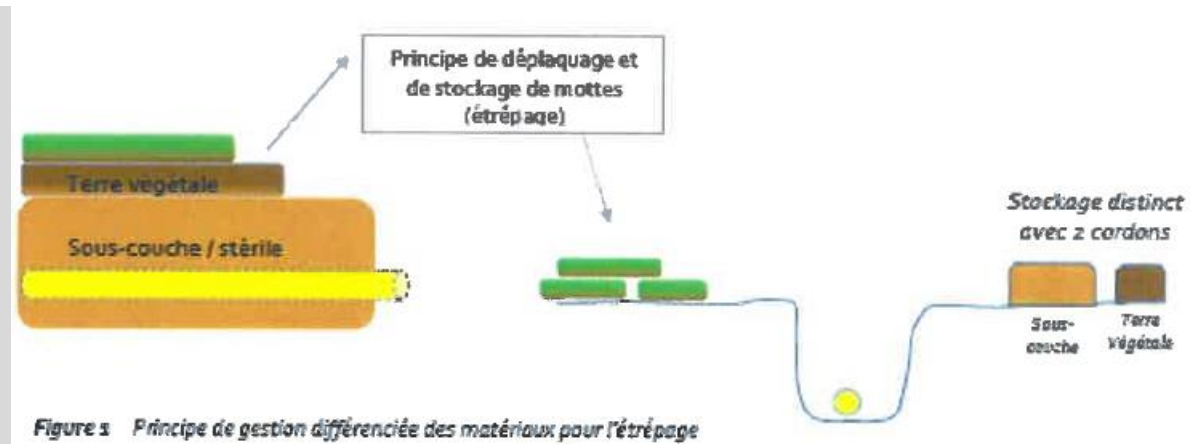 Principe de déplaquage et
de stockage de mottes
(étrépage)
Terre végétale
Sous-couche / stérile
Stockage distinct
avec 2 cordons
Sous-
couche
Terre
Végétale
Figure 1 Principe de gestion différenciée des matériaux pour l'étrépage